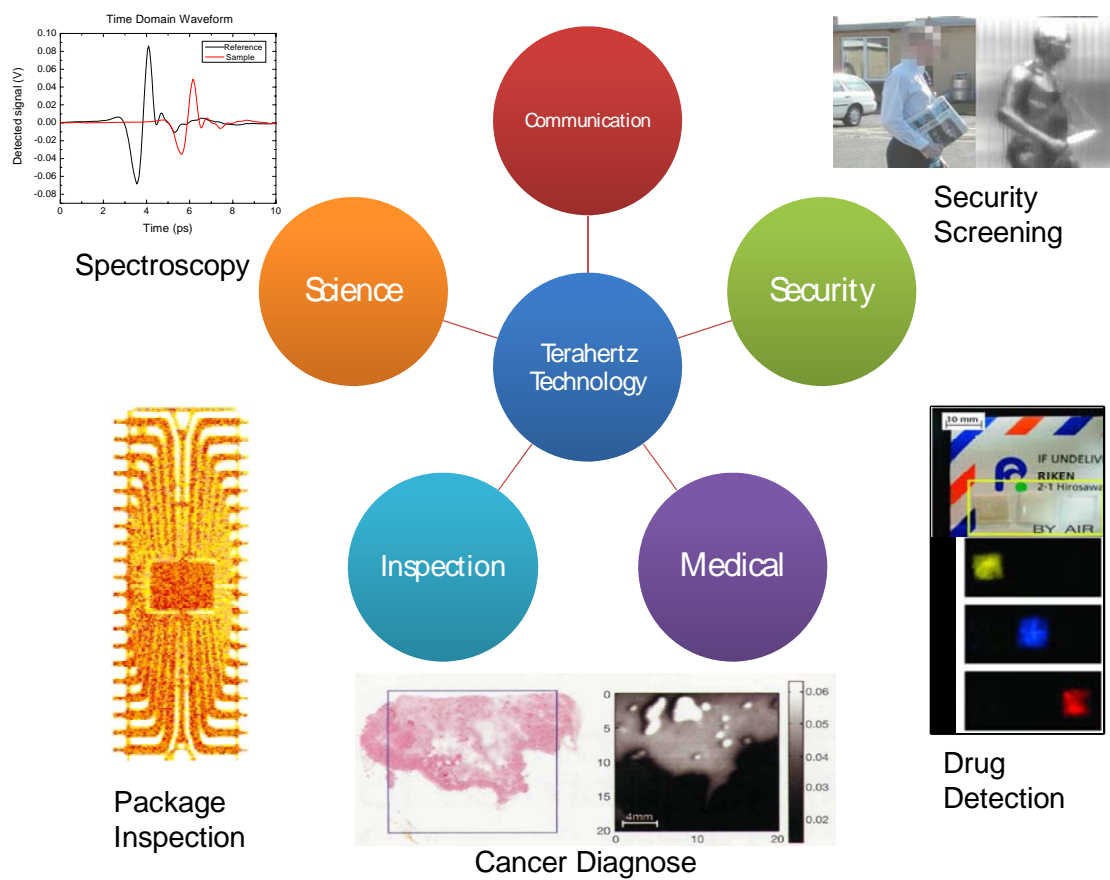 Time Domain Waveform
Reference
Sample
0.10
0.08
0.06
0.04
0.02
0.00
-0.02
-0.04
-0.06
-0.08
Detected signal (V)
0 2 4 6 8 10
Time (ps)
Spectroscopy
Communication
Security
Screening
Science
Security
Terahertz
Technology
Inspection
Medical
10 mm
IF UNDELIV
RIKEN
2-1 Hirosawa
BY AIR
Package
Inspection
0
5
10
15
20
4mm
0 10 20
0.06
0.05
0.04
0.03
0.02
Cancer Diagnose
Drug
Detection